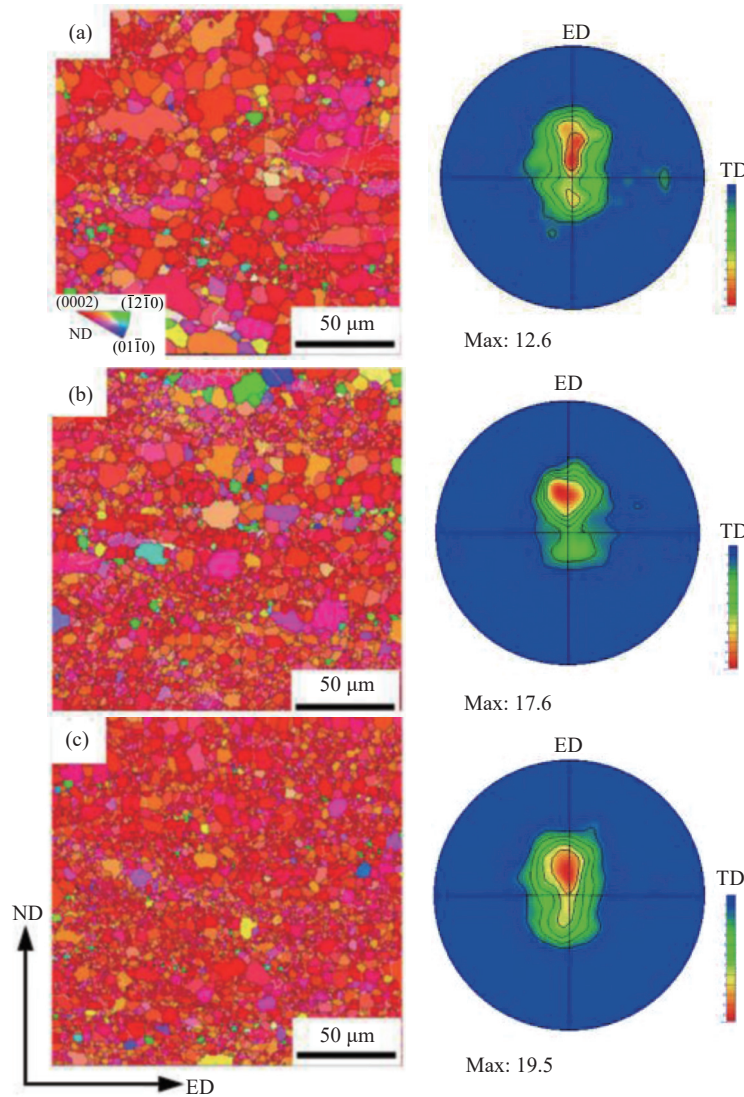 (a)
ED
TD
(0002)
(1̅21̅0)
ND
(011̅0)
50 μm
Max: 12.6
(b)
ED
TD
50 μm
Max: 17.6
(c)
ED
TD
ND
50 μm
ED
Max: 19.5